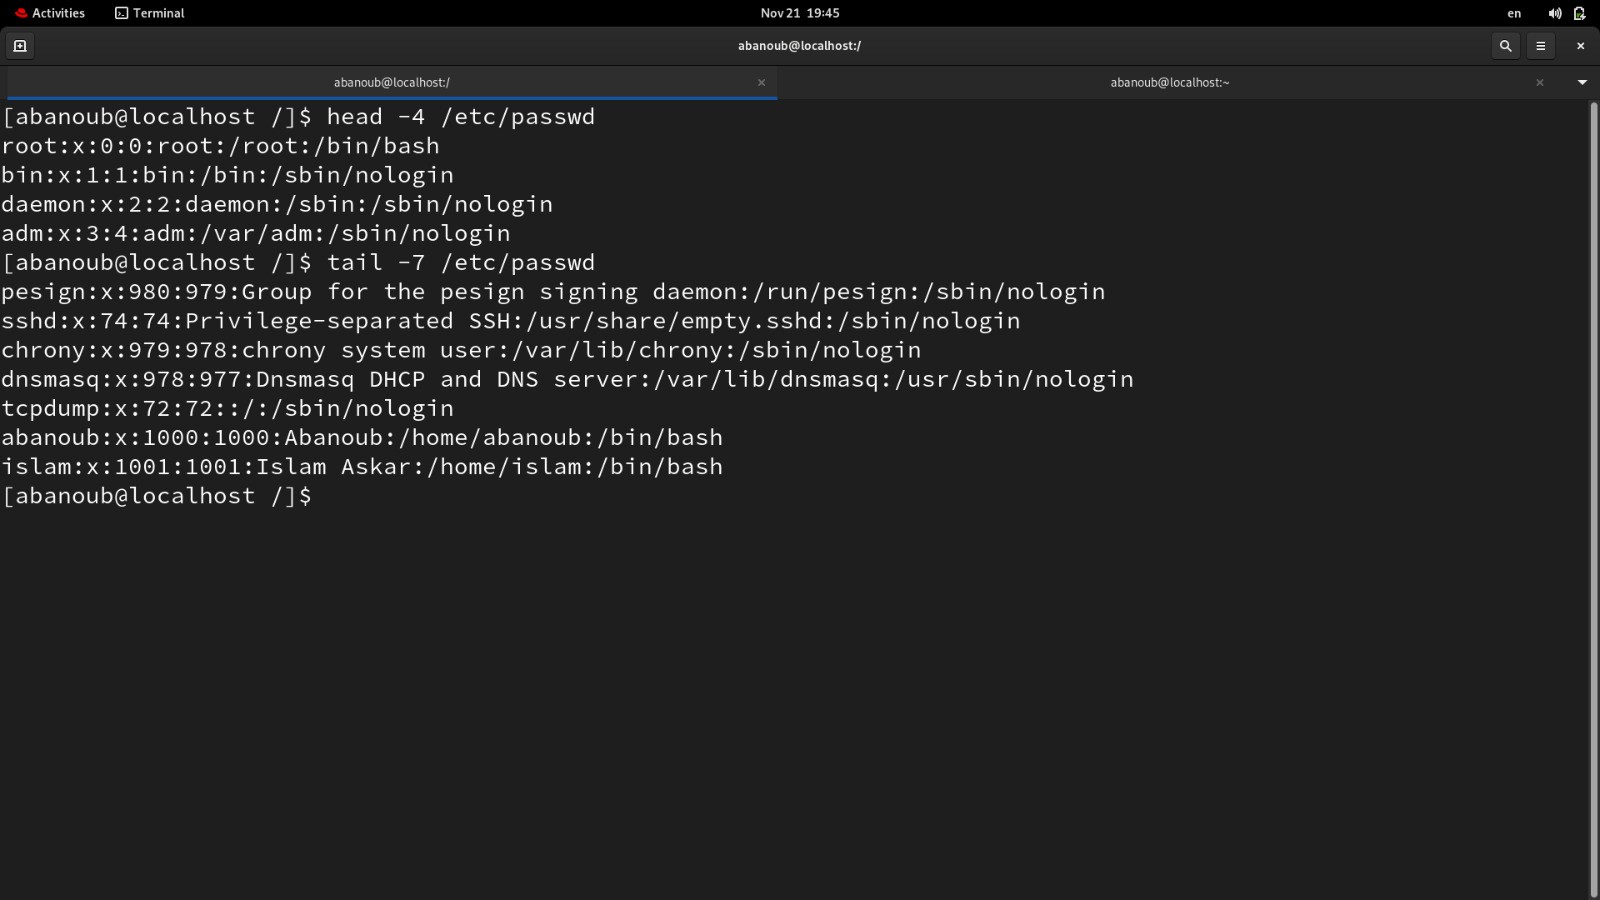 Activities Terminal Nov 21 19:45 en
abanoub@localhost:/
abanoub@localhost:/ abanoub@localhost:~
[abanoub@localhost /]$ head -4 /etc/passwd
root:x:0:0:root:/root:/bin/bash
bin:x:1:1:bin:/bin:/sbin/nologin
daemon:x:2:2:daemon:/sbin:/sbin/nologin
adm:x:3:4:adm:/var/adm:/sbin/nologin
[abanoub@localhost /]$ tail -7 /etc/passwd
pesign:x:980:979:Group for the pesign signing daemon:/run/pesign:/sbin/nologin
sshd:x:74:74:Privilege-separated SSH:/usr/share/empty.sshd:/sbin/nologin
chrony:x:979:978:chrony system user:/var/lib/chrony:/sbin/nologin
dnsmasq:x:978:977:Dnsmasq DHCP and DNS server:/var/lib/dnsmasq:/usr/sbin/nologin
tcpdump:x:72:72::/:/sbin/nologin
abanoub:x:1000:1000:Abanoub:/home/abanoub:/bin/bash
islam:x:1001:1001:Islam Askar:/home/islam:/bin/bash
[abanoub@localhost /]$